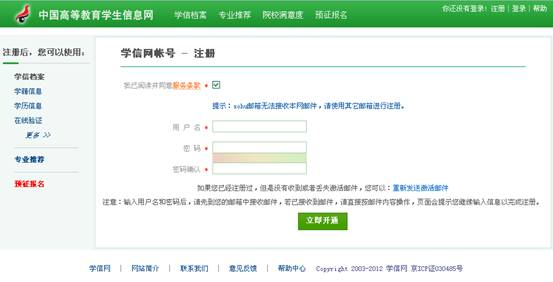 中国高等教育学生信息网 学信档案 专业推荐 院校满意度 预证报名
你还没有登录! 注册 | 登录 | 帮助
注册后，您可以使用：
学信档案
学籍信息
学历信息
在线验证
更多 >>
专业推荐
预证报名
学信网帐号 - 注册
我已阅读并同意服务条款 *
提示：sohu邮箱无法接收本网邮件，请使用其它邮箱进行注册。
用 户 名 *
密 码 *
密码确认 *
如果您已经注册过，但是没有收到或者丢失激活邮件，您可以：重新发送激活邮件
注意：输入用户名和密码后，请先到您的邮箱中接收邮件，若已接收到邮件，请直接按邮件内容操作，页面会提示您继续输入信息以完成注册。
立即开通
学信网 | 网站简介 | 联系我们 | 意见反馈 | 帮助中心 Copyright 2003-2012 学信网 京ICP证030485号